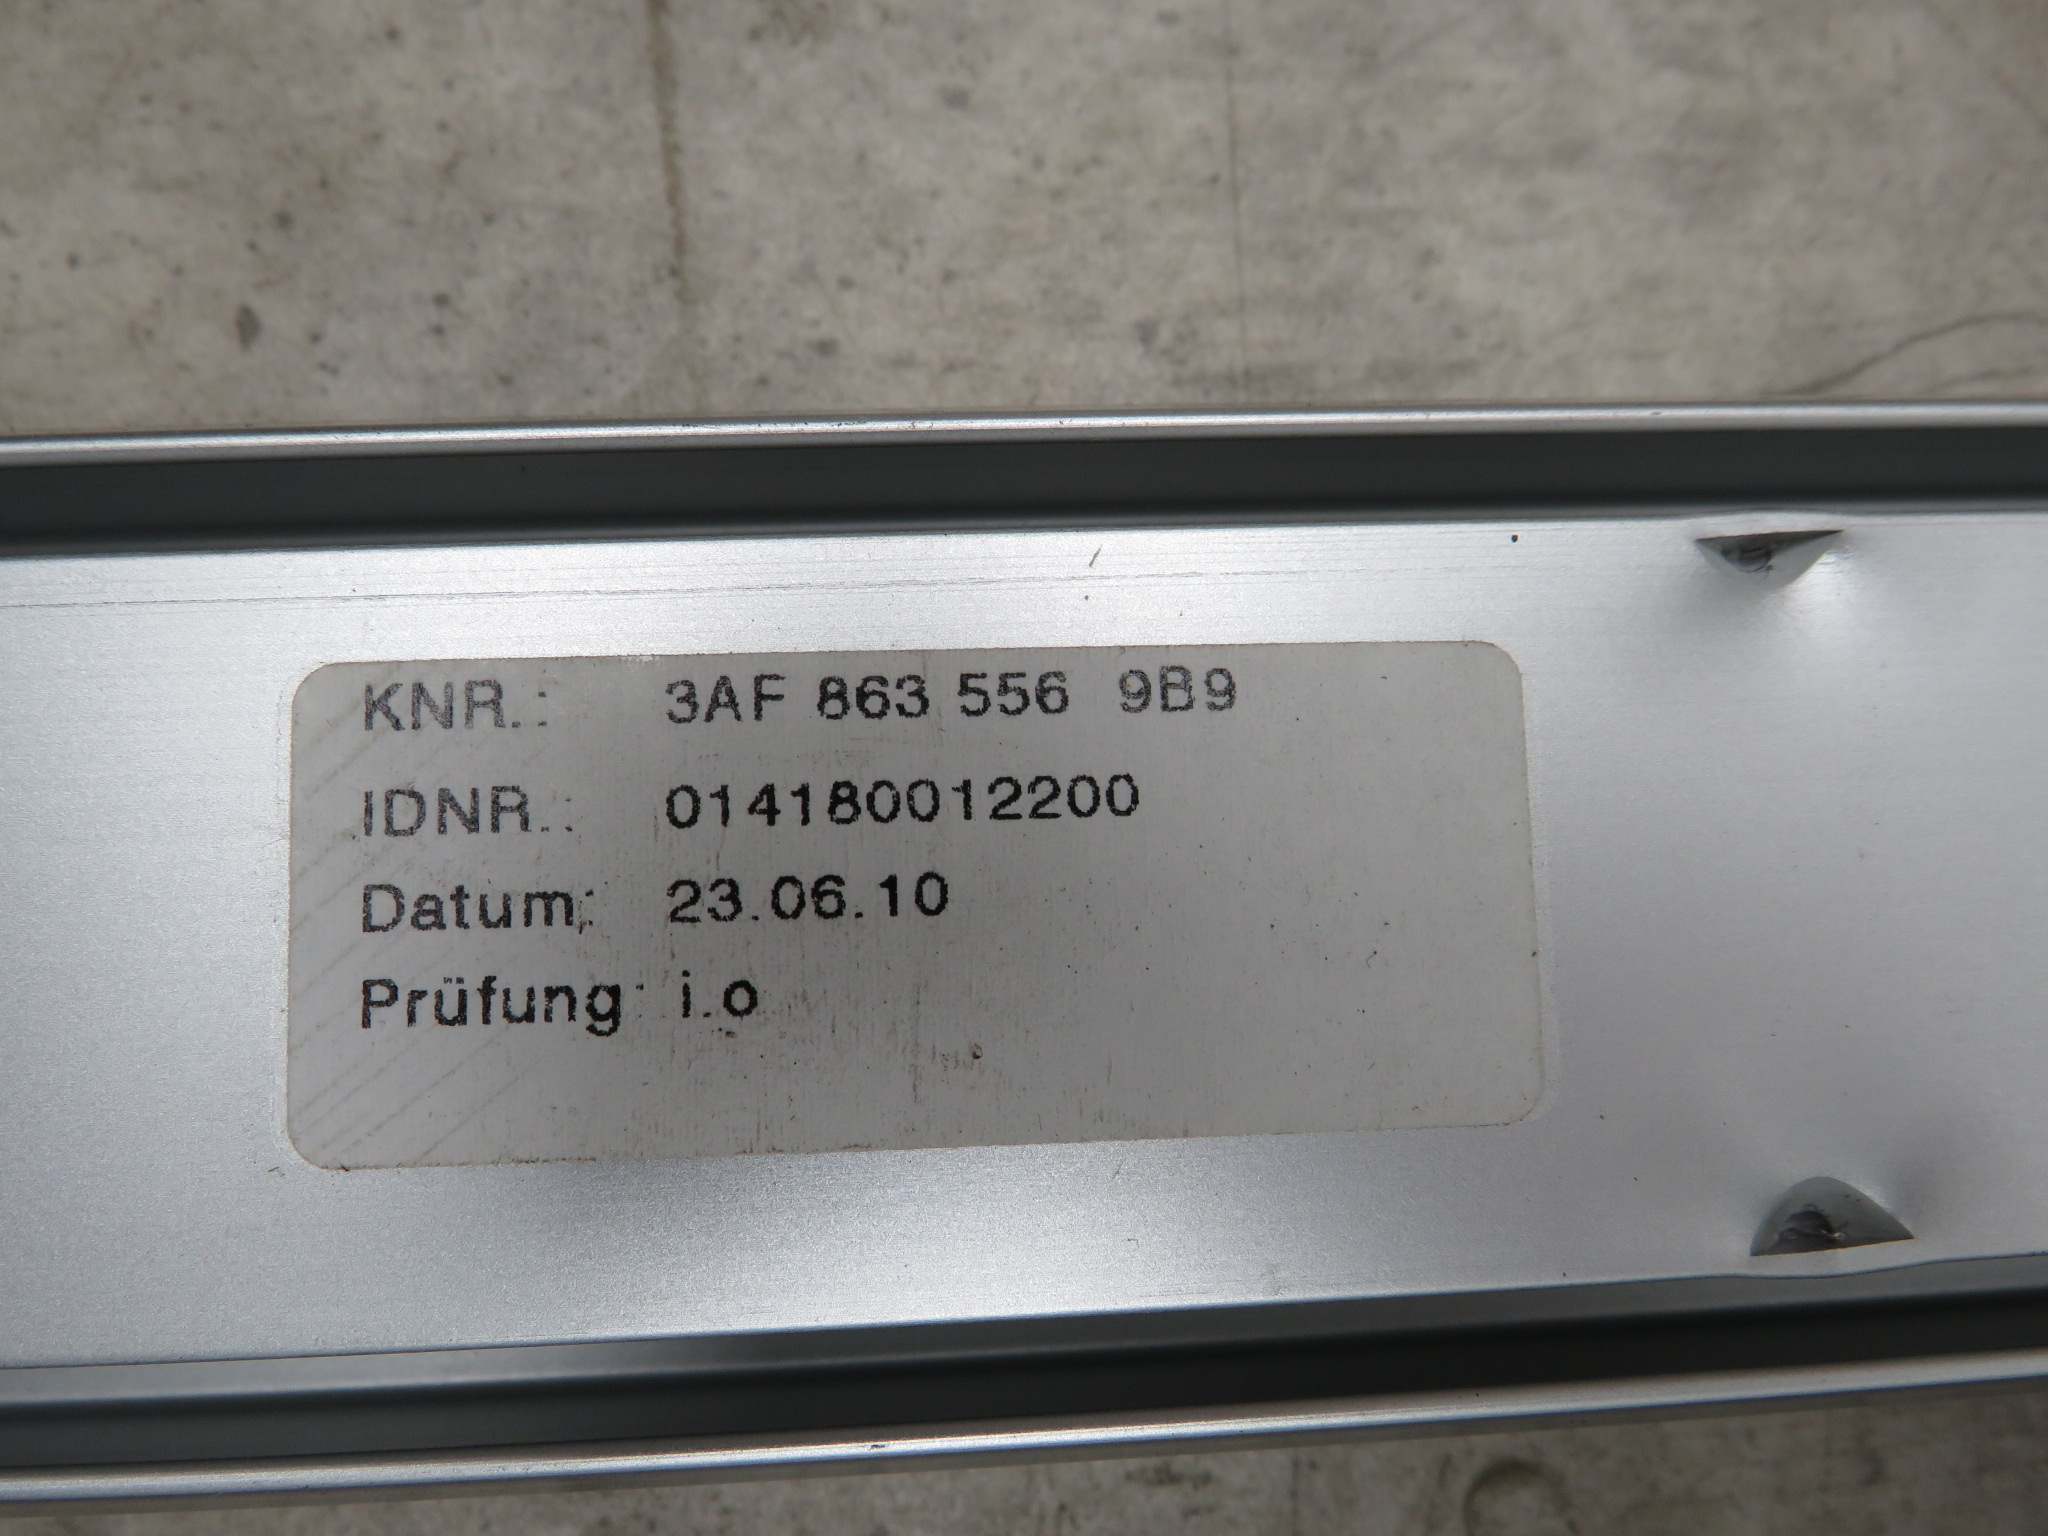 KNR.: 3AF 863 556 9B9
IDNR.: 014180012200
Datum: 23.06.10
Prüfung: i.o